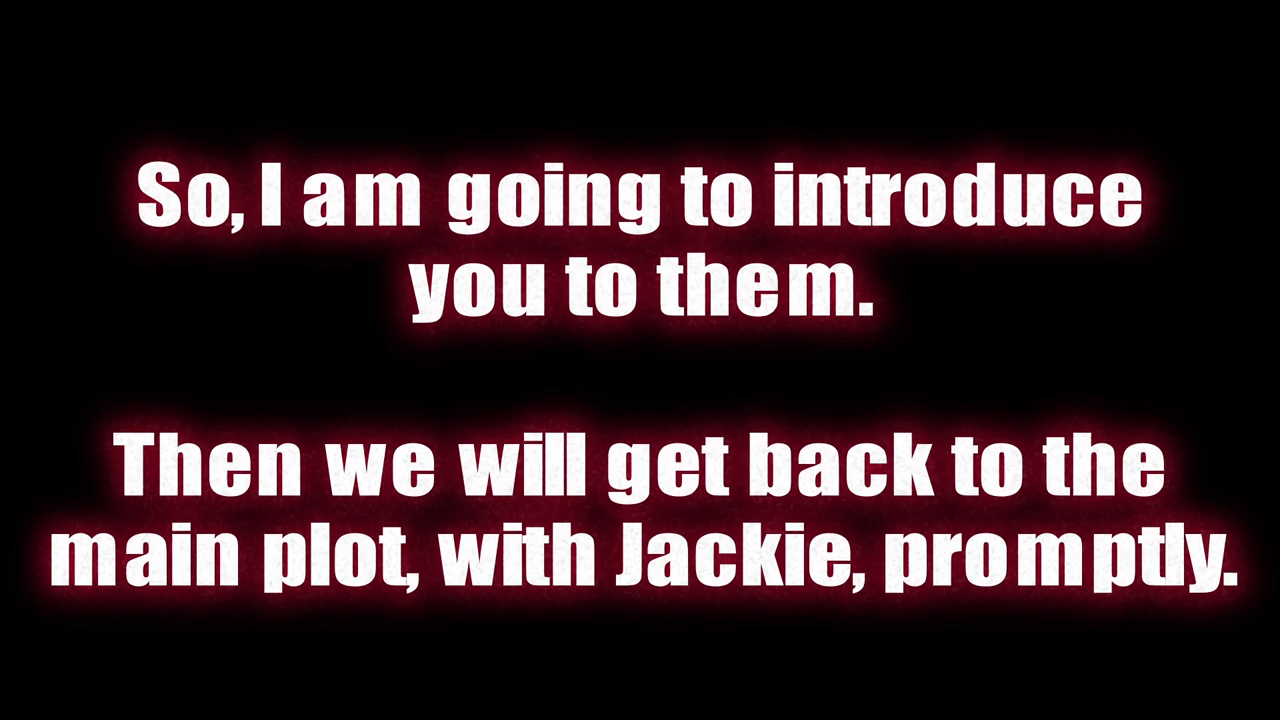 So, I am going to introduce
you to them.
Then we will get back to the
main plot, with Jackie, promptly.